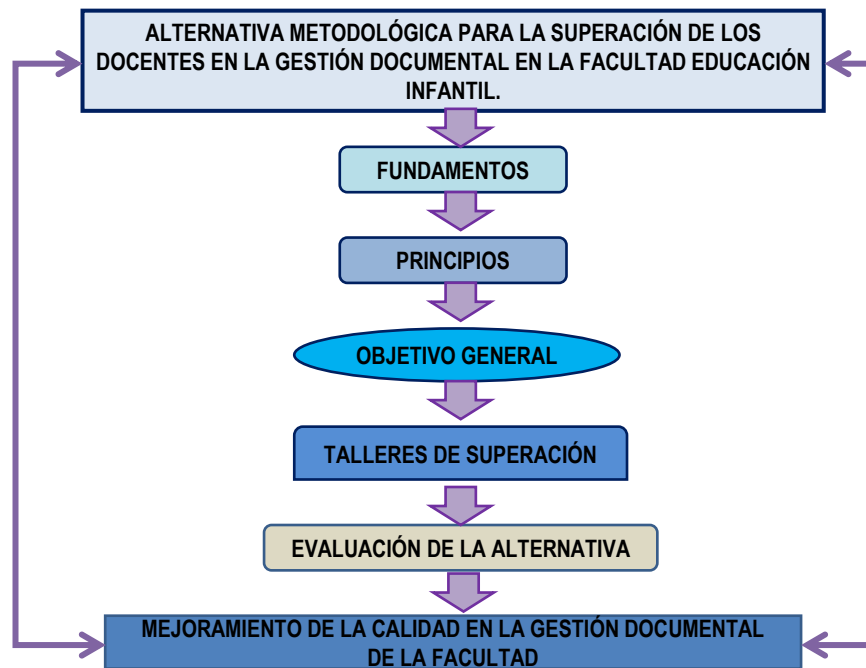 ALTERNATIVA METODOLÓGICA PARA LA SUPERACIÓN DE LOS
DOCENTES EN LA GESTIÓN DOCUMENTAL EN LA FACULTAD EDUCACIÓN
INFANTIL.
FUNDAMENTOS
PRINCIPIOS
OBJETIVO GENERAL
TALLERES DE SUPERACIÓN
EVALUACIÓN DE LA ALTERNATIVA
MEJORAMIENTO DE LA CALIDAD EN LA GESTIÓN DOCUMENTAL
DE LA FACULTAD